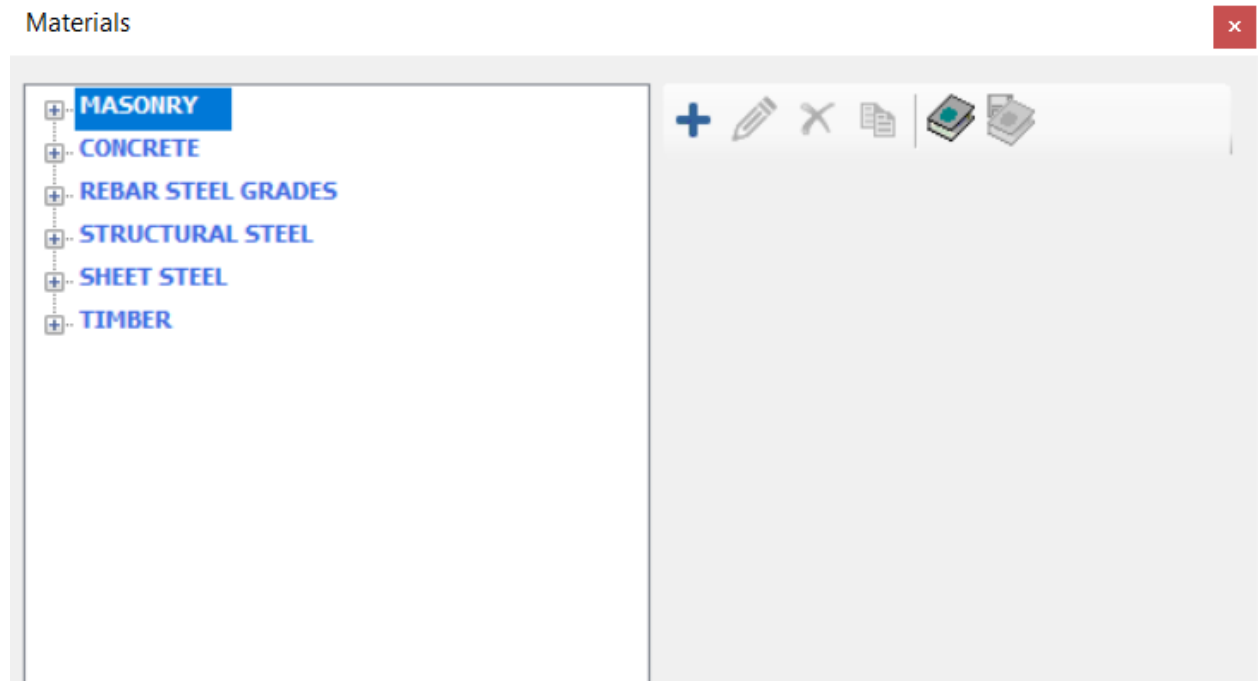 Materials
MASONRY
CONCRETE
REBAR STEEL GRADES
STRUCTURAL STEEL
SHEET STEEL
TIMBER